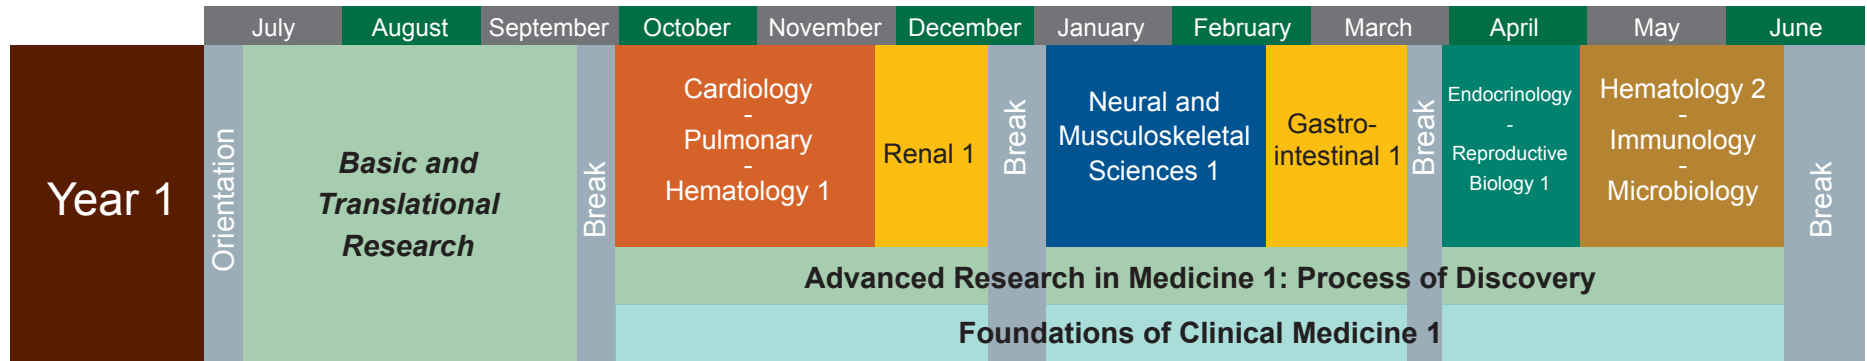 July August September October November December January February March April May June
Year 1
Orientation
Basic and
Translational
Research
Break
Cardiology
-
Pulmonary
-
Hematology 1
Renal 1
Break
Neural and
Musculoskeletal
Sciences 1
Gastro-
intestinal 1
Break
Endocrinology
-
Reproductive
Biology 1
Hematology 2
-
Immunology
-
Microbiology
Break
Advanced Research in Medicine 1: Process of Discovery
Foundations of Clinical Medicine 1